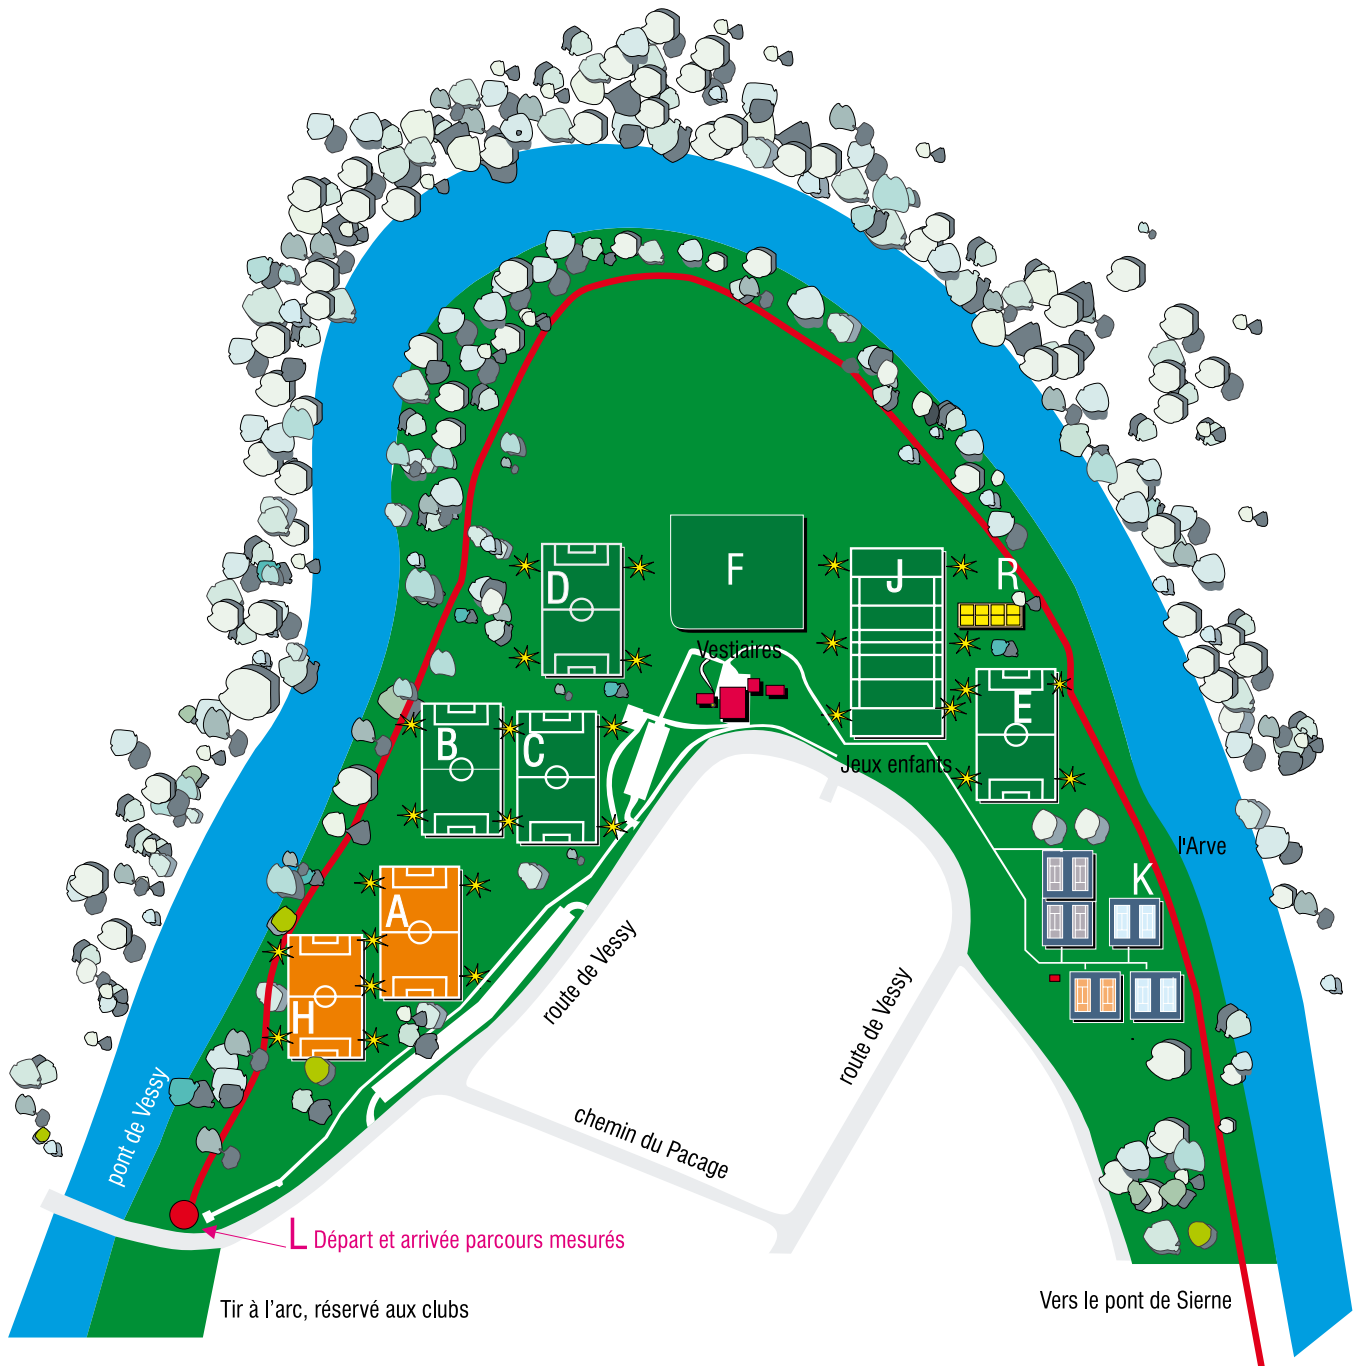 D
F
J
R
Vestiaires
B
C
E
Jeux enfants
l'Arve
K
A
H
route de Vessy
route de Vessy
pont de Vessy
chemin du Pacage
L Départ et arrivée parcours mesurés
Tir à l'arc, réservé aux clubs
Vers le pont de Sierne